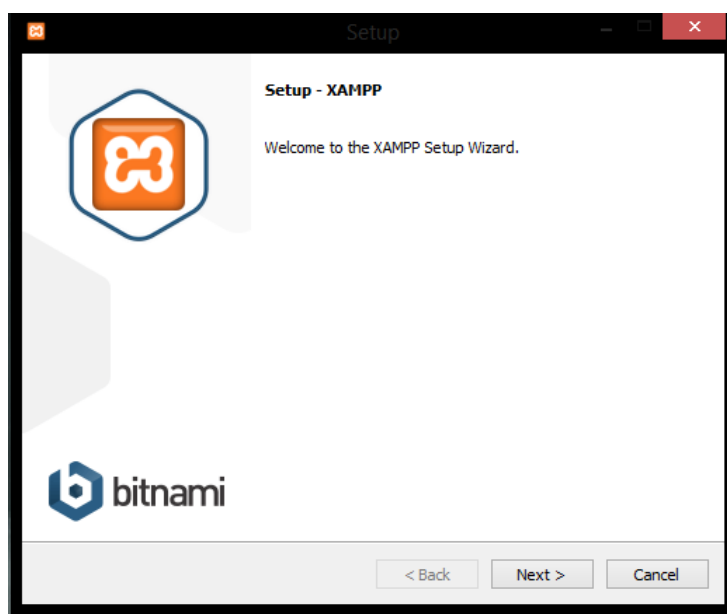 Setup
Setup - XAMPP
Welcome to the XAMPP Setup Wizard.
bitnami
< Back Next > Cancel